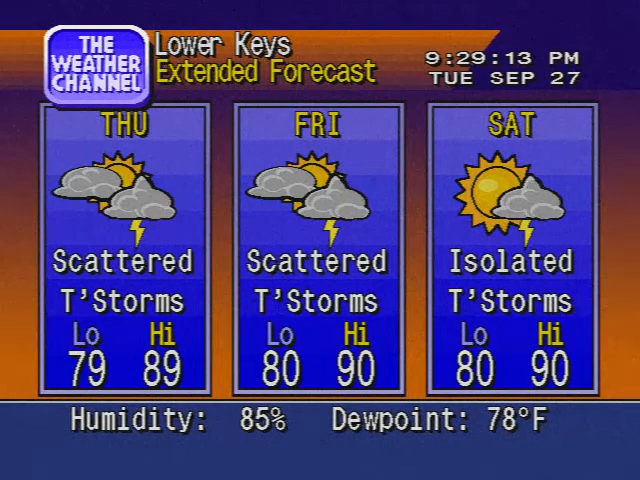 THE
WEATHER
CHANNEL
Lower Keys
Extended Forecast
9:29:13 PM
TUE SEP 27
THU
Scattered
T'Storms
Lo Hi
79 89
FRI
Scattered
T'Storms
Lo Hi
80 90
SAT
Isolated
T'Storms
Lo Hi
80 90
Humidity: 85% Dewpoint: 78°F